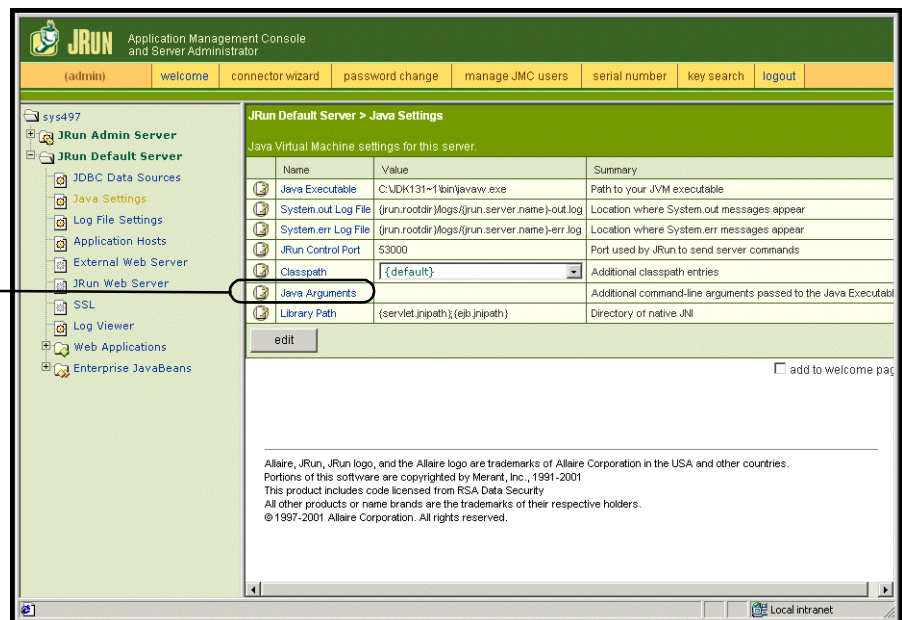 JRUN Application Management Console
and Server Administrator
(admin) welcome connector wizard password change manage JMC users serial number key search logout
sys497
JRun Admin Server
JRun Default Server
JDBC Data Sources
Java Settings
Log File Settings
Application Hosts
External Web Server
JRun Web Server
SSL
Log Viewer
Web Applications
Enterprise JavaBeans
JRun Default Server > Java Settings
Java Virtual Machine settings for this server.
Name Value Summary
Java Executable C:\JDK131~1\bin\javaw.exe Path to your JVM executable
System.out Log File {jrun.rootdir}/logs/{jrun.server.name}-out.log Location where System.out messages appear
System.err Log File {jrun.rootdir}/logs/{jrun.server.name}-err.log Location where System.err messages appear
JRun Control Port 53000 Port used by JRun to send server commands
Classpath {default} Additional classpath entries
Java Arguments Additional command-line arguments passed to the Java Executabl
Library Path {servlet.jnipath};{ejb.jnipath} Directory of native JNI
edit
add to welcome pag
Allaire, JRun, JRun logo, and the Allaire logo are trademarks of Allaire Corporation in the USA and other countries.
Portions of this software are copyrighted by Merant, Inc., 1991-2001
This product includes code licensed from RSA Data Security
All other products or name brands are the trademarks of their respective holders.
© 1997-2001 Allaire Corporation. All rights reserved.
Local intranet